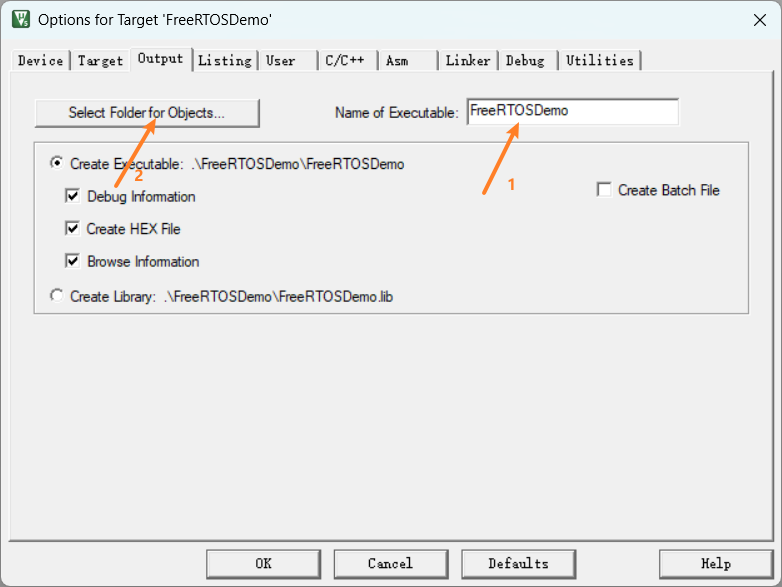 Options for Target 'FreeRTOSDemo'
Device Target Output Listing User C/C++ Asm Linker Debug Utilities
Select Folder for Objects... Name of Executable: FreeRTOSDemo
1
Create Executable: .\FreeRTOSDemo\FreeRTOSDemo
2
Debug Information Create Batch File
Create HEX File
Browse Information
Create Library: .\FreeRTOSDemo\FreeRTOSDemo.lib
OK Cancel Defaults Help